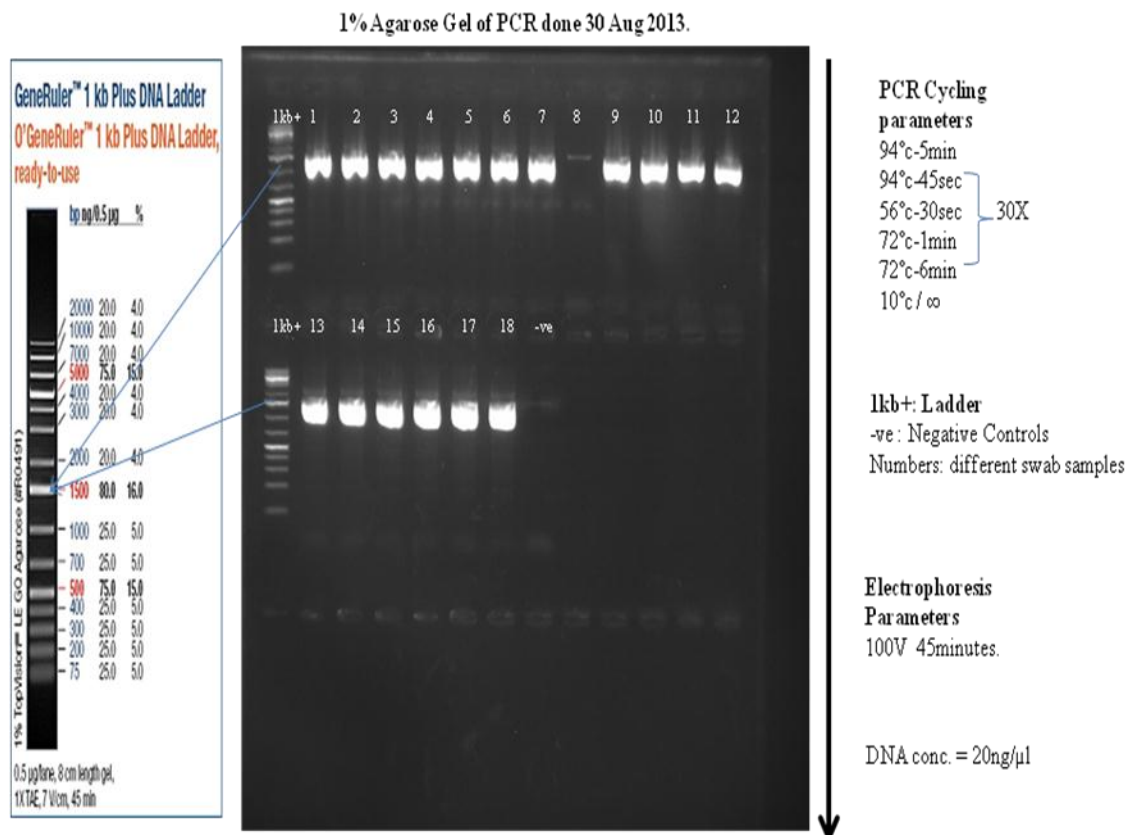 1% Agarose Gel of PCR done 30 Aug 2013.
GeneRuler™ 1 kb Plus DNA Ladder
O'GeneRuler™ 1 kb Plus DNA Ladder,
ready-to-use
bp ng/0.5 µg %
20000 20.0 4.0
10000 20.0 4.0
7000 20.0 4.0
5000 75.0 15.0
4000 20.0 4.0
3000 20.0 4.0
2000 20.0 4.0
1500 80.0 16.0
1000 25.0 5.0
700 25.0 5.0
500 75.0 15.0
400 25.0 5.0
300 25.0 5.0
200 25.0 5.0
75 25.0 5.0
1% TopVision™ LE GQ Agarose (#R0491)
0.5 µg/lane, 8 cm length gel,
1X TAE, 7 V/cm, 45 min
1kb+ 1 2 3 4 5 6 7 8 9 10 11 12
1kb+ 13 14 15 16 17 18 -ve
PCR Cycling
parameters
94°c-5min
94°c-45sec
56°c-30sec
72°c-1min
72°c-6min
30X
10°c / ∞
1kb+: Ladder
-ve : Negative Controls
Numbers: different swab samples
Electrophoresis
Parameters
100V 45minutes.
DNA conc. = 20ng/µl